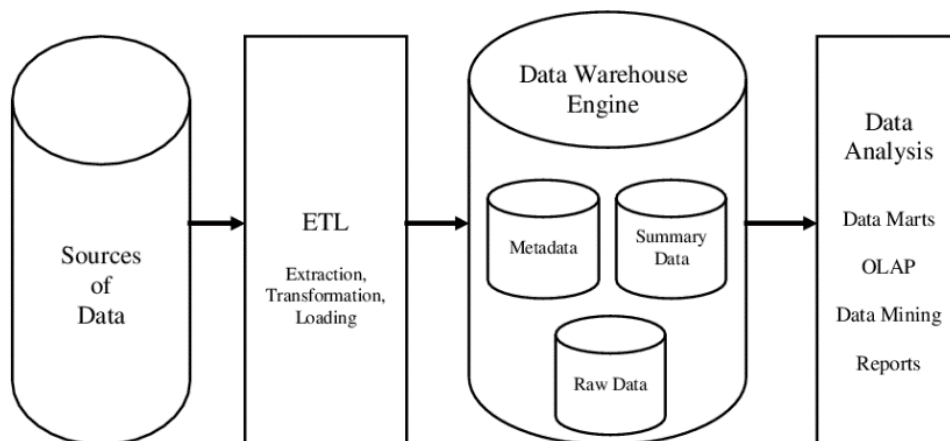 Sources
of
Data
ETL
Extraction,
Transformation,
Loading
Data Warehouse
Engine
Metadata
Summary
Data
Raw Data
Data
Analysis
Data Marts
OLAP
Data Mining
Reports